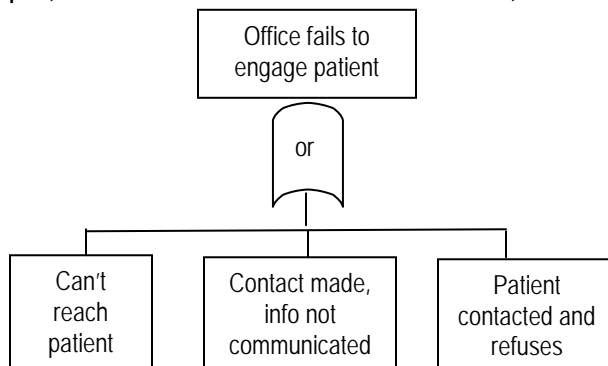 Office fails to
engage patient
or
Can't
reach
patient
Contact made,
info not
communicated
Patient
contacted and
refuses